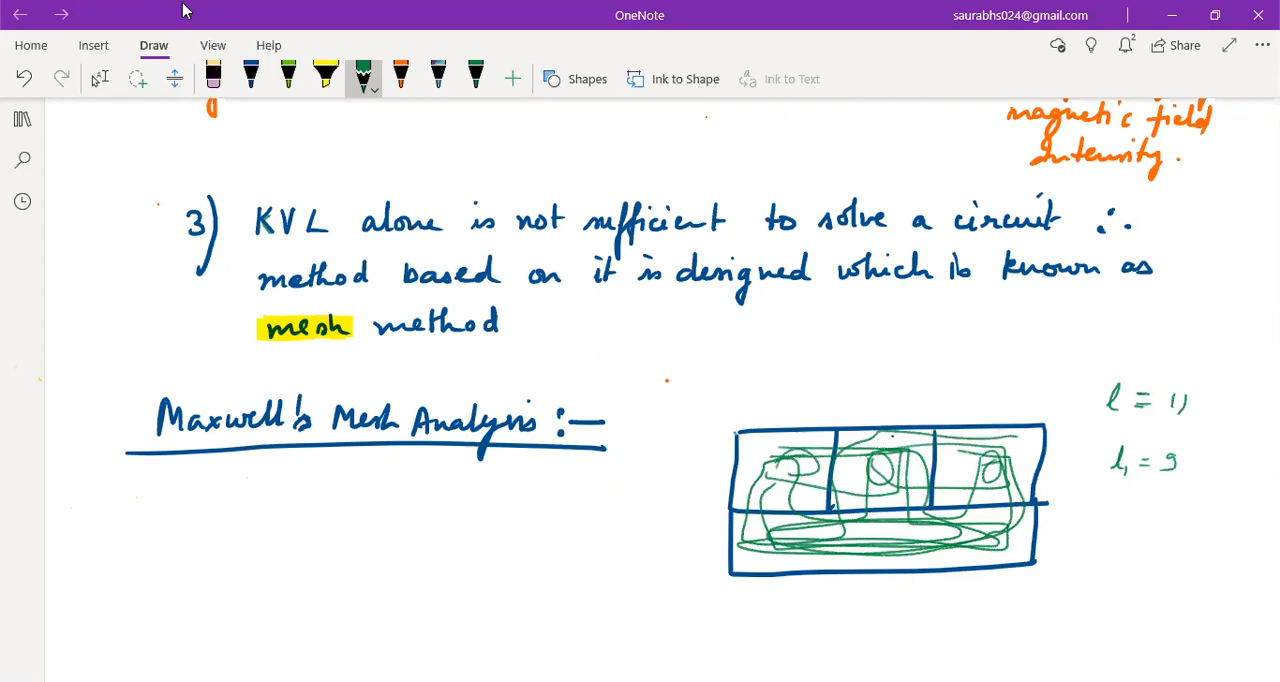 OneNote
saurabhs024@gmail.com
Home Insert Draw View Help
Share
Shapes Ink to Shape Ink to Text
magnetic field
Intensity.
3) KVL alone is not sufficient to solve a circuit ∴
method based on it is designed which is known as
mesh method
Maxwell's Mesh Analysis :—
l =
l₁ = 9